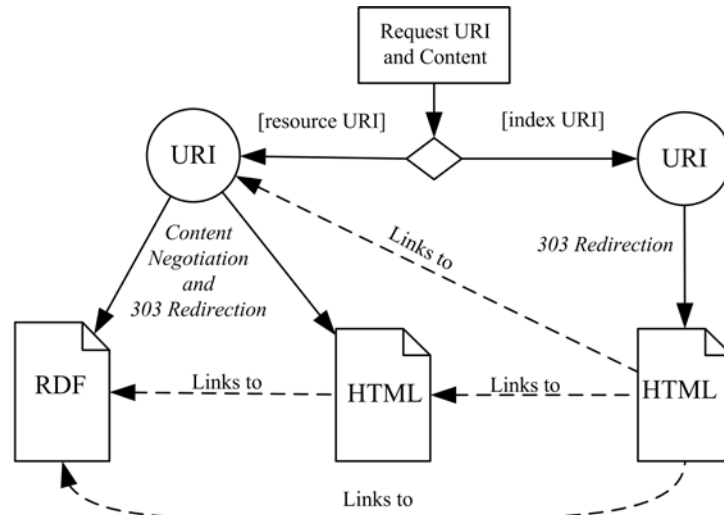 Request URI
and Content
[resource URI]
[index URI]
URI
URI
Links to
Content
Negotiation
and
303 Redirection
303 Redirection
RDF
Links to
HTML
Links to
HTML
Links to